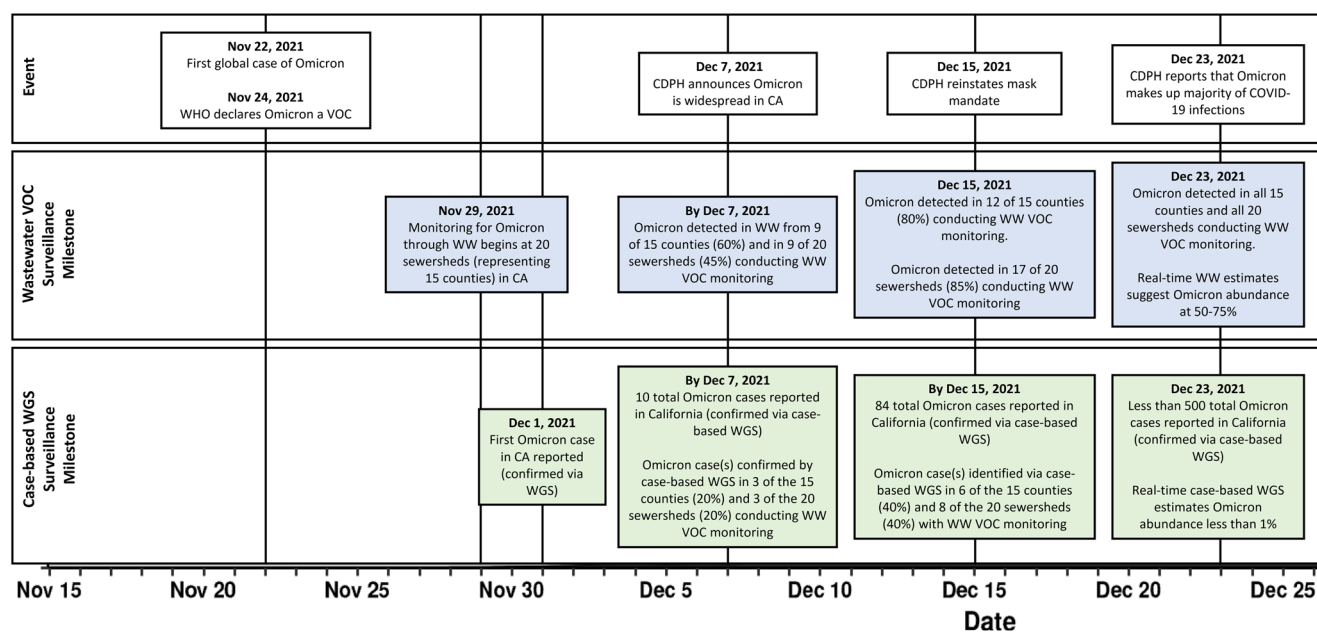 Event
Nov 22, 2021
First global case of Omicron
Nov 24, 2021
WHO declares Omicron a VOC
Dec 7, 2021
CDPH announces Omicron
is widespread in CA
Dec 15, 2021
CDPH reinstates mask
mandate
Dec 23, 2021
CDPH reports that Omicron
makes up majority of COVID-
19 infections
Wastewater VOC
Surveillance
Milestone
Nov 29, 2021
Monitoring for Omicron
through WW begins at 20
sewersheds (representing
15 counties) in CA
By Dec 7, 2021
Omicron detected in WW from 9
of 15 counties (60%) and in 9 of 20
sewersheds (45%) conducting WW
VOC monitoring
Dec 15, 2021
Omicron detected in 12 of 15 counties
(80%) conducting WW VOC
monitoring.
Omicron detected in 17 of 20
sewersheds (85%) conducting WW
VOC monitoring
Dec 23, 2021
Omicron detected in all 15
counties and all 20
sewersheds conducting WW
VOC monitoring.
Real-time WW estimates
suggest Omicron abundance
at 50-75%
Case-based WGS
Surveillance
Milestone
Dec 1, 2021
First Omicron case
in CA reported
(confirmed via
WGS)
By Dec 7, 2021
10 total Omicron cases reported
in California (confirmed via case-
based WGS)
Omicron case(s) confirmed by
case-based WGS in 3 of the 15
counties (20%) and 3 of the 20
sewersheds (20%) conducting WW
VOC monitoring
By Dec 15, 2021
84 total Omicron cases reported in
California (confirmed via case-based
WGS)
Omicron case(s) identified via case-
based WGS in 6 of the 15 counties
(40%) and 8 of the 20 sewersheds
(40%) with WW VOC monitoring
Dec 23, 2021
Less than 500 total Omicron
cases reported in California
(confirmed via case-based
WGS)
Real-time case-based WGS
estimates Omicron
abundance less than 1%
Nov 15 Nov 20 Nov 25 Nov 30 Dec 5 Dec 10 Dec 15 Dec 20 Dec 25
Date